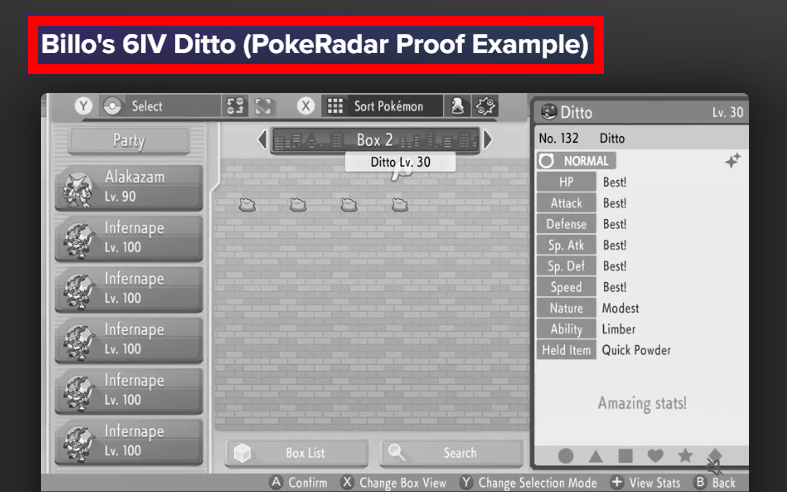 Billo's 6IV Ditto (PokeRadar Proof Example)
Y Select X Sort Pokémon
Party
Alakazam
Lv. 90
Infernape
Lv. 100
Infernape
Lv. 100
Infernape
Lv. 100
Infernape
Lv. 100
Infernape
Lv. 100
Box 2
Ditto Lv. 30
Box List Search
Ditto Lv. 30
No. 132 Ditto
NORMAL
HP Best!
Attack Best!
Defense Best!
Sp. Atk Best!
Sp. Def Best!
Speed Best!
Nature Modest
Ability Limber
Held Item Quick Powder
Amazing stats!
A Confirm X Change Box View Y Change Selection Mode + View Stats B Back